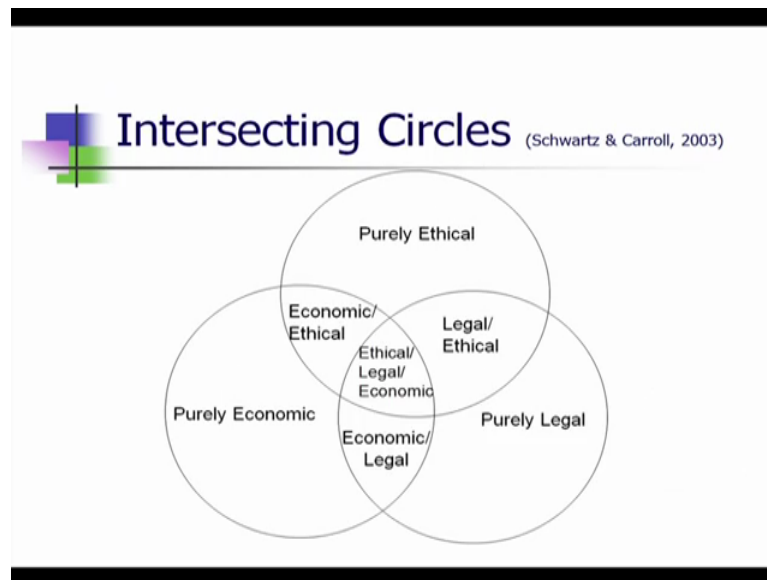 Intersecting Circles (Schwartz & Carroll, 2003)
Purely Ethical
Economic/
Ethical
Legal/
Ethical
Ethical/
Legal/
Economic
Purely Economic
Purely Legal
Economic/
Legal